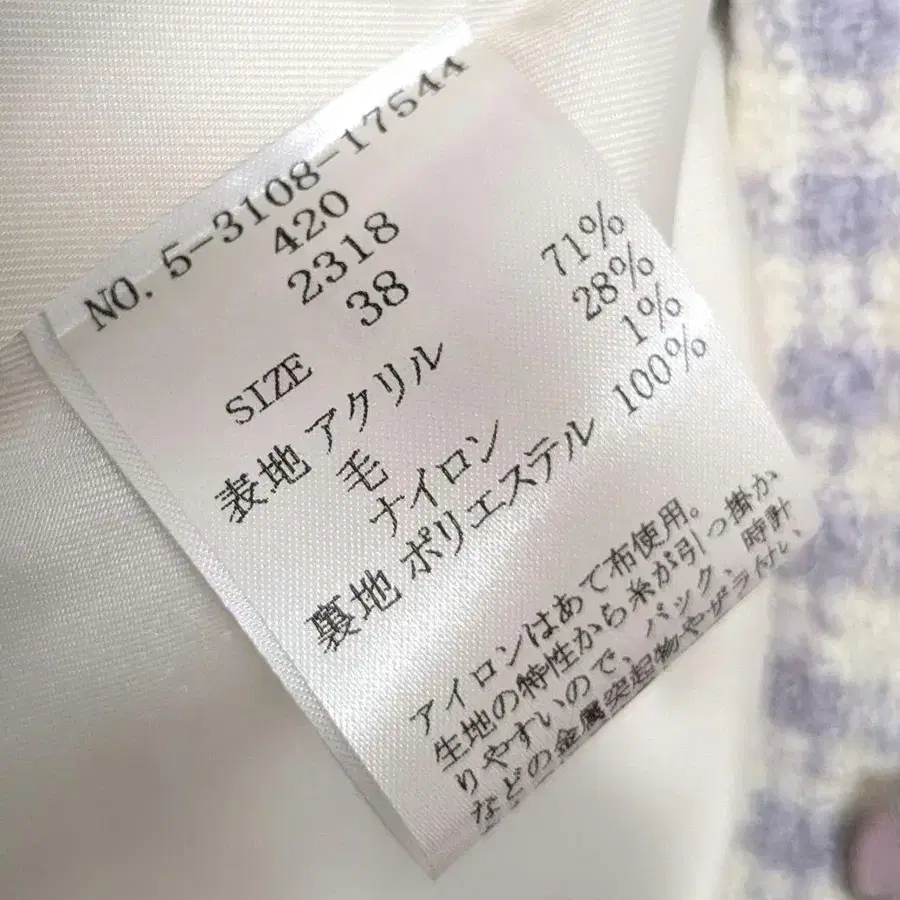 NO. 5-3108-17544
420
2318
SIZE 38
表地 アクリル 71%
毛 28%
ナイロン 1%
裏地 ポリエステル 100%
アイロンはあて布使用。
生地の特性から糸が引っ掛か
りやすいので、バック、時計
などの金属突起物やザラ付い